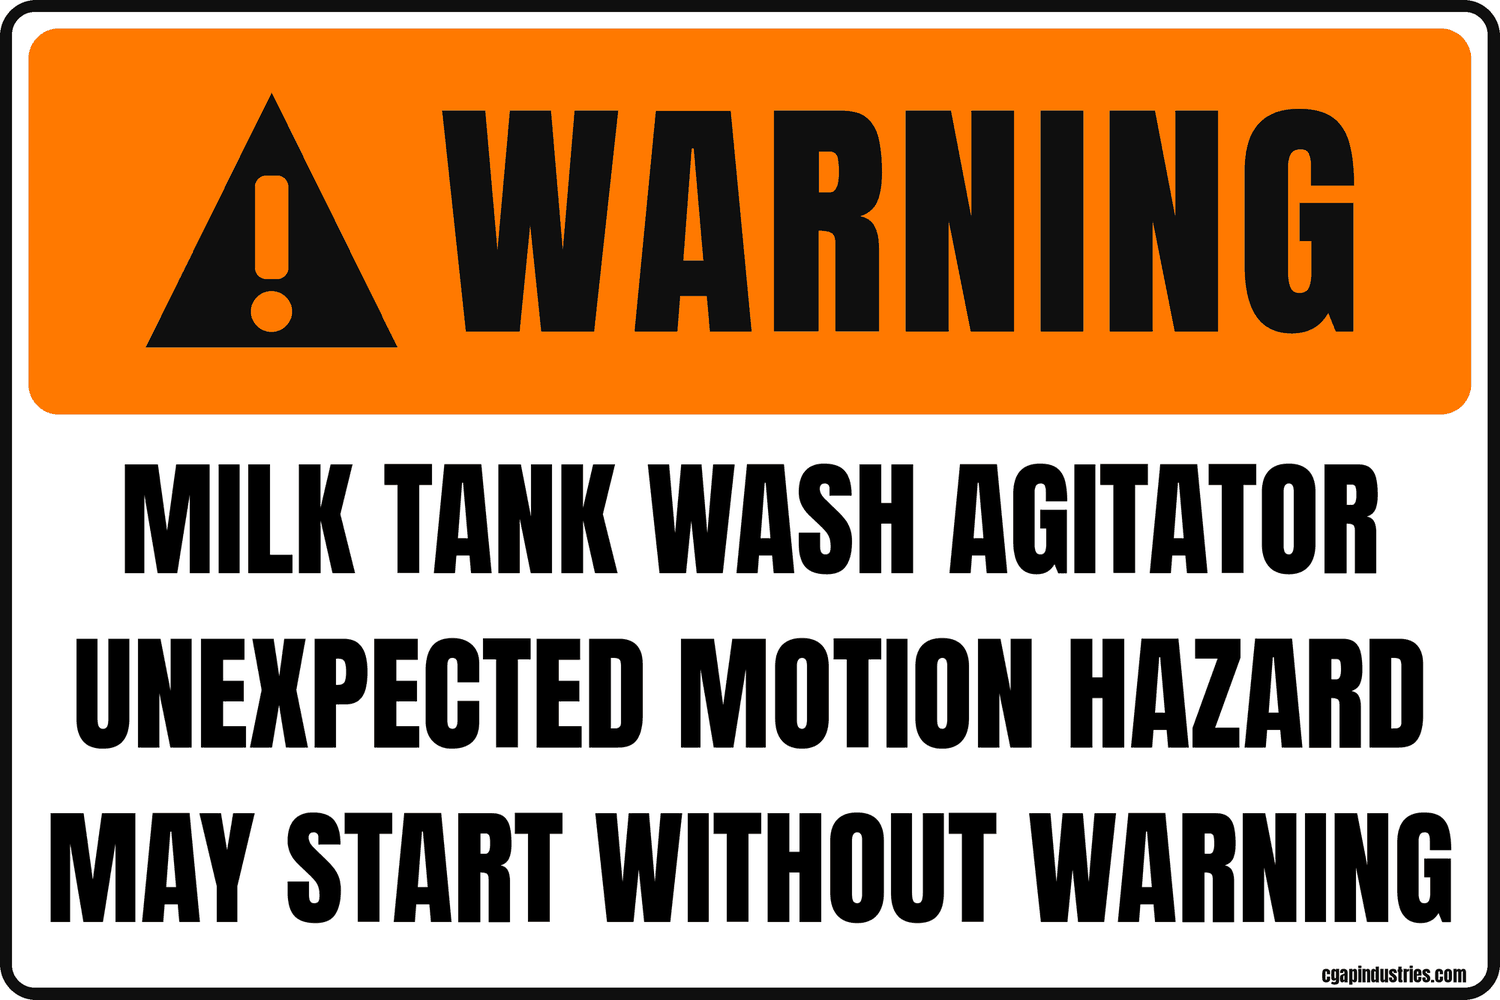 WARNING
MILK TANK WASH AGITATOR
UNEXPECTED MOTION HAZARD
MAY START WITHOUT WARNING
cgapindustries.com